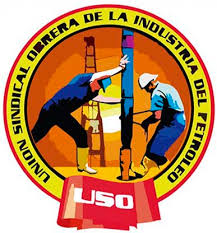 UNION SINDICAL OBRERA DE LA INDUSTRIA DEL PETROLEO
USO